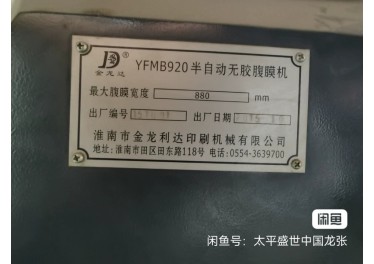 金龙达
YFMB920半自动无胶腹膜机
最大腹膜宽度 880 mm
出厂编号 出厂日期
淮南市金龙利达印刷机械有限公司
地址:淮南市田区田东路118号 电话:0554-3639700
闲鱼
闲鱼号:太平盛世中国龙张